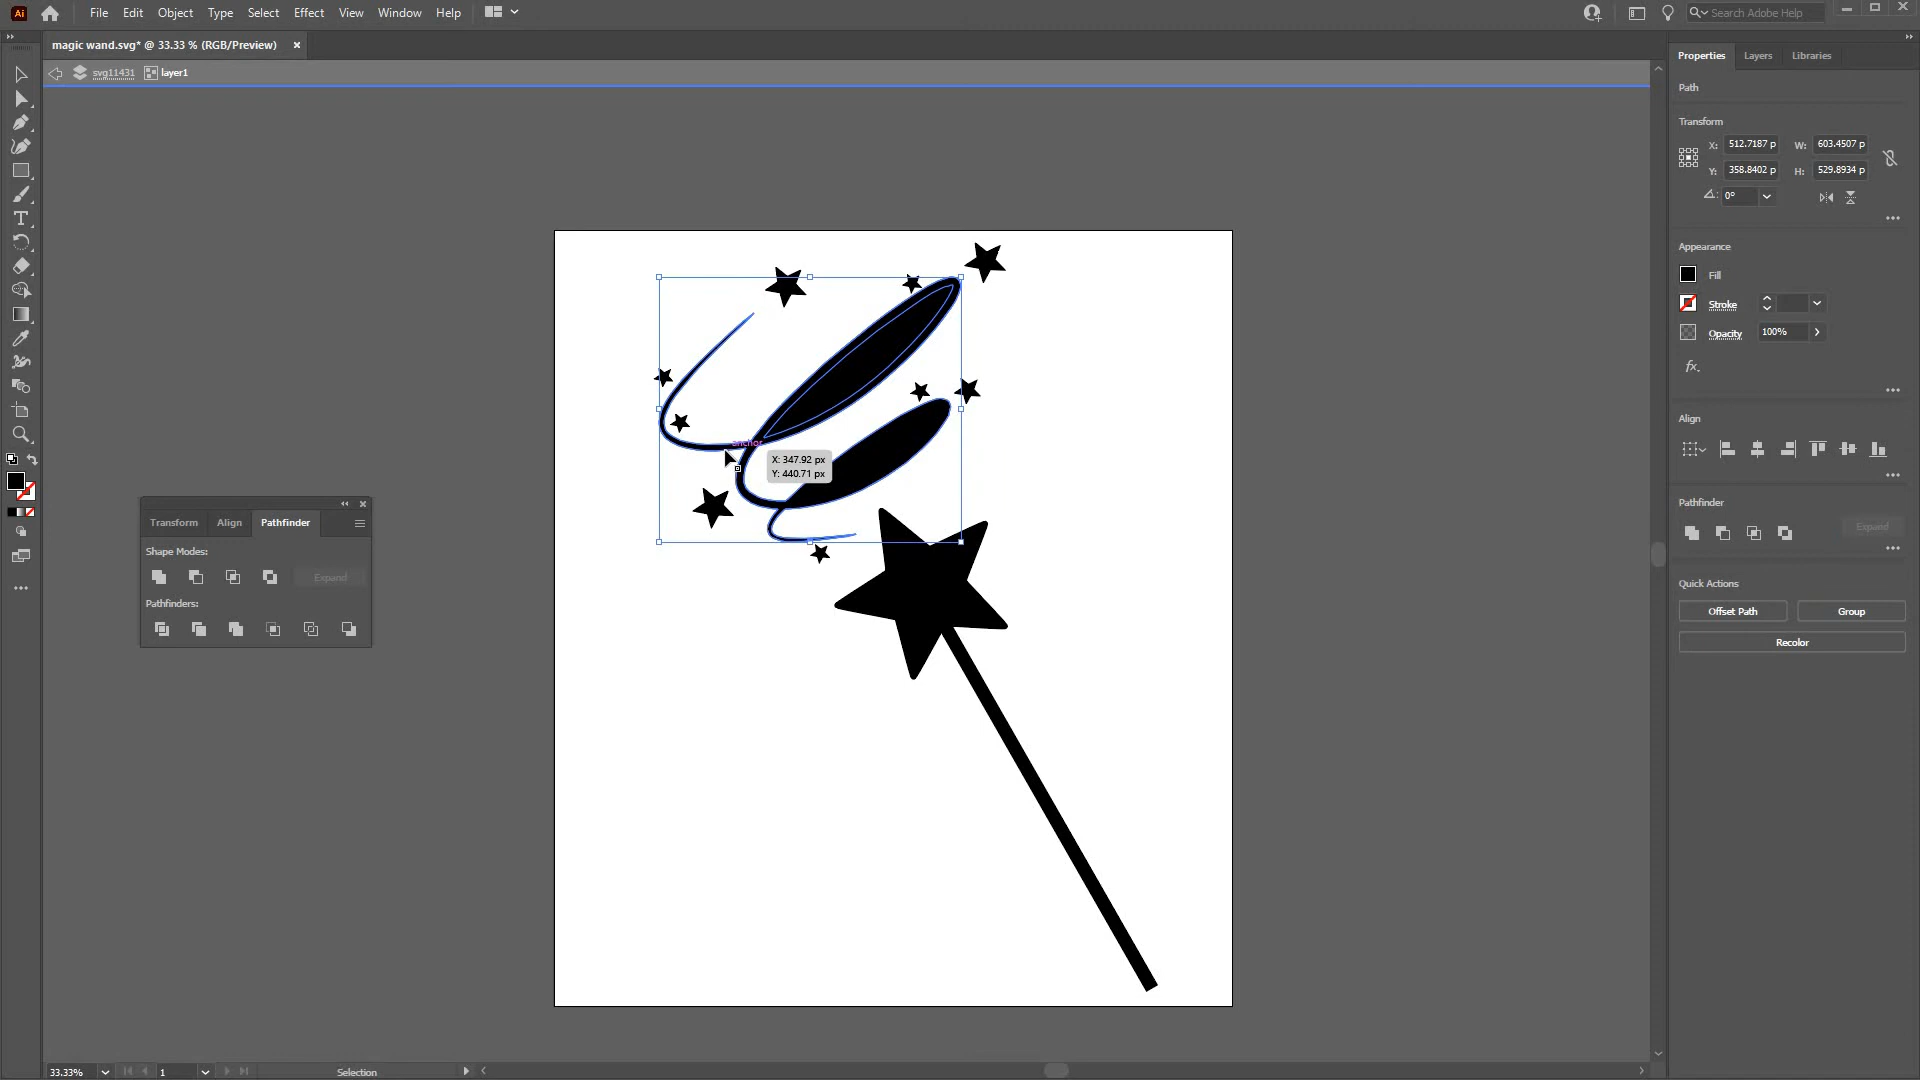 Ai File Edit Object Type Select Effect View Window Help Search Adobe Help
magic wand.svg* @ 33.33 % (RGB/Preview)
svg11431 layer1
Properties Layers Libraries
Path
Transform
X: 512.7187 p W: 603.4507 p
Y: 358.8402 p H: 529.8934 p
0°
Appearance
Fill
Stroke
Opacity 100%
fx.
Align
Pathfinder
Expand
Quick Actions
Offset Path Group
Recolor
anchor
X: 347.92 px
Y: 440.71 px
Transform Align Pathfinder
Shape Modes:
Expand
Pathfinders:
33.33% 1 Selection